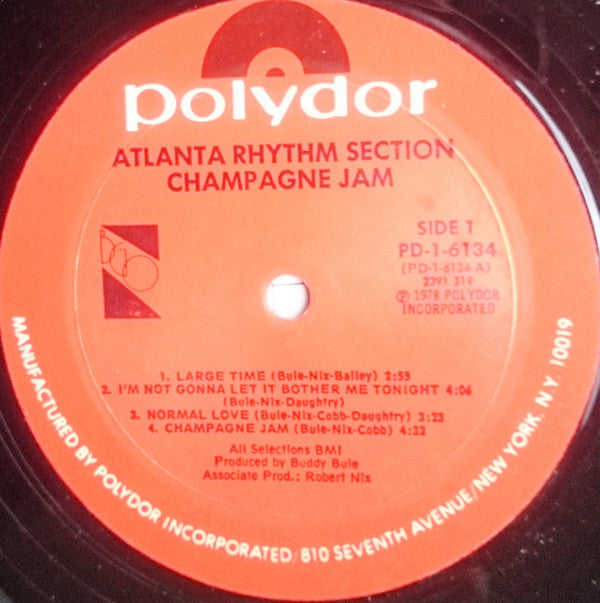 polydor
ATLANTA RHYTHM SECTION
CHAMPAGNE JAM
BGO
SIDE 1
PD-1-6134
(PD-1-6134-A)
2391 319
℗ 1978 POLYDOR
INCORPORATED
1. LARGE TIME (Buie-Nix-Bailey) 2:55
2. I'M NOT GONNA LET IT BOTHER ME TONIGHT 4:06
(Buie-Nix-Daughtry)
3. NORMAL LOVE (Buie-Nix-Cobb-Daughtry) 3:23
4. CHAMPAGNE JAM (Buie-Nix-Cobb) 4:32
All Selections BMI
Produced by Buddy Buie
Associate Prod.: Robert Nix
MANUFACTURED BY POLYDOR INCORPORATED/810 SEVENTH AVENUE/NEW YORK, N.Y. 10019